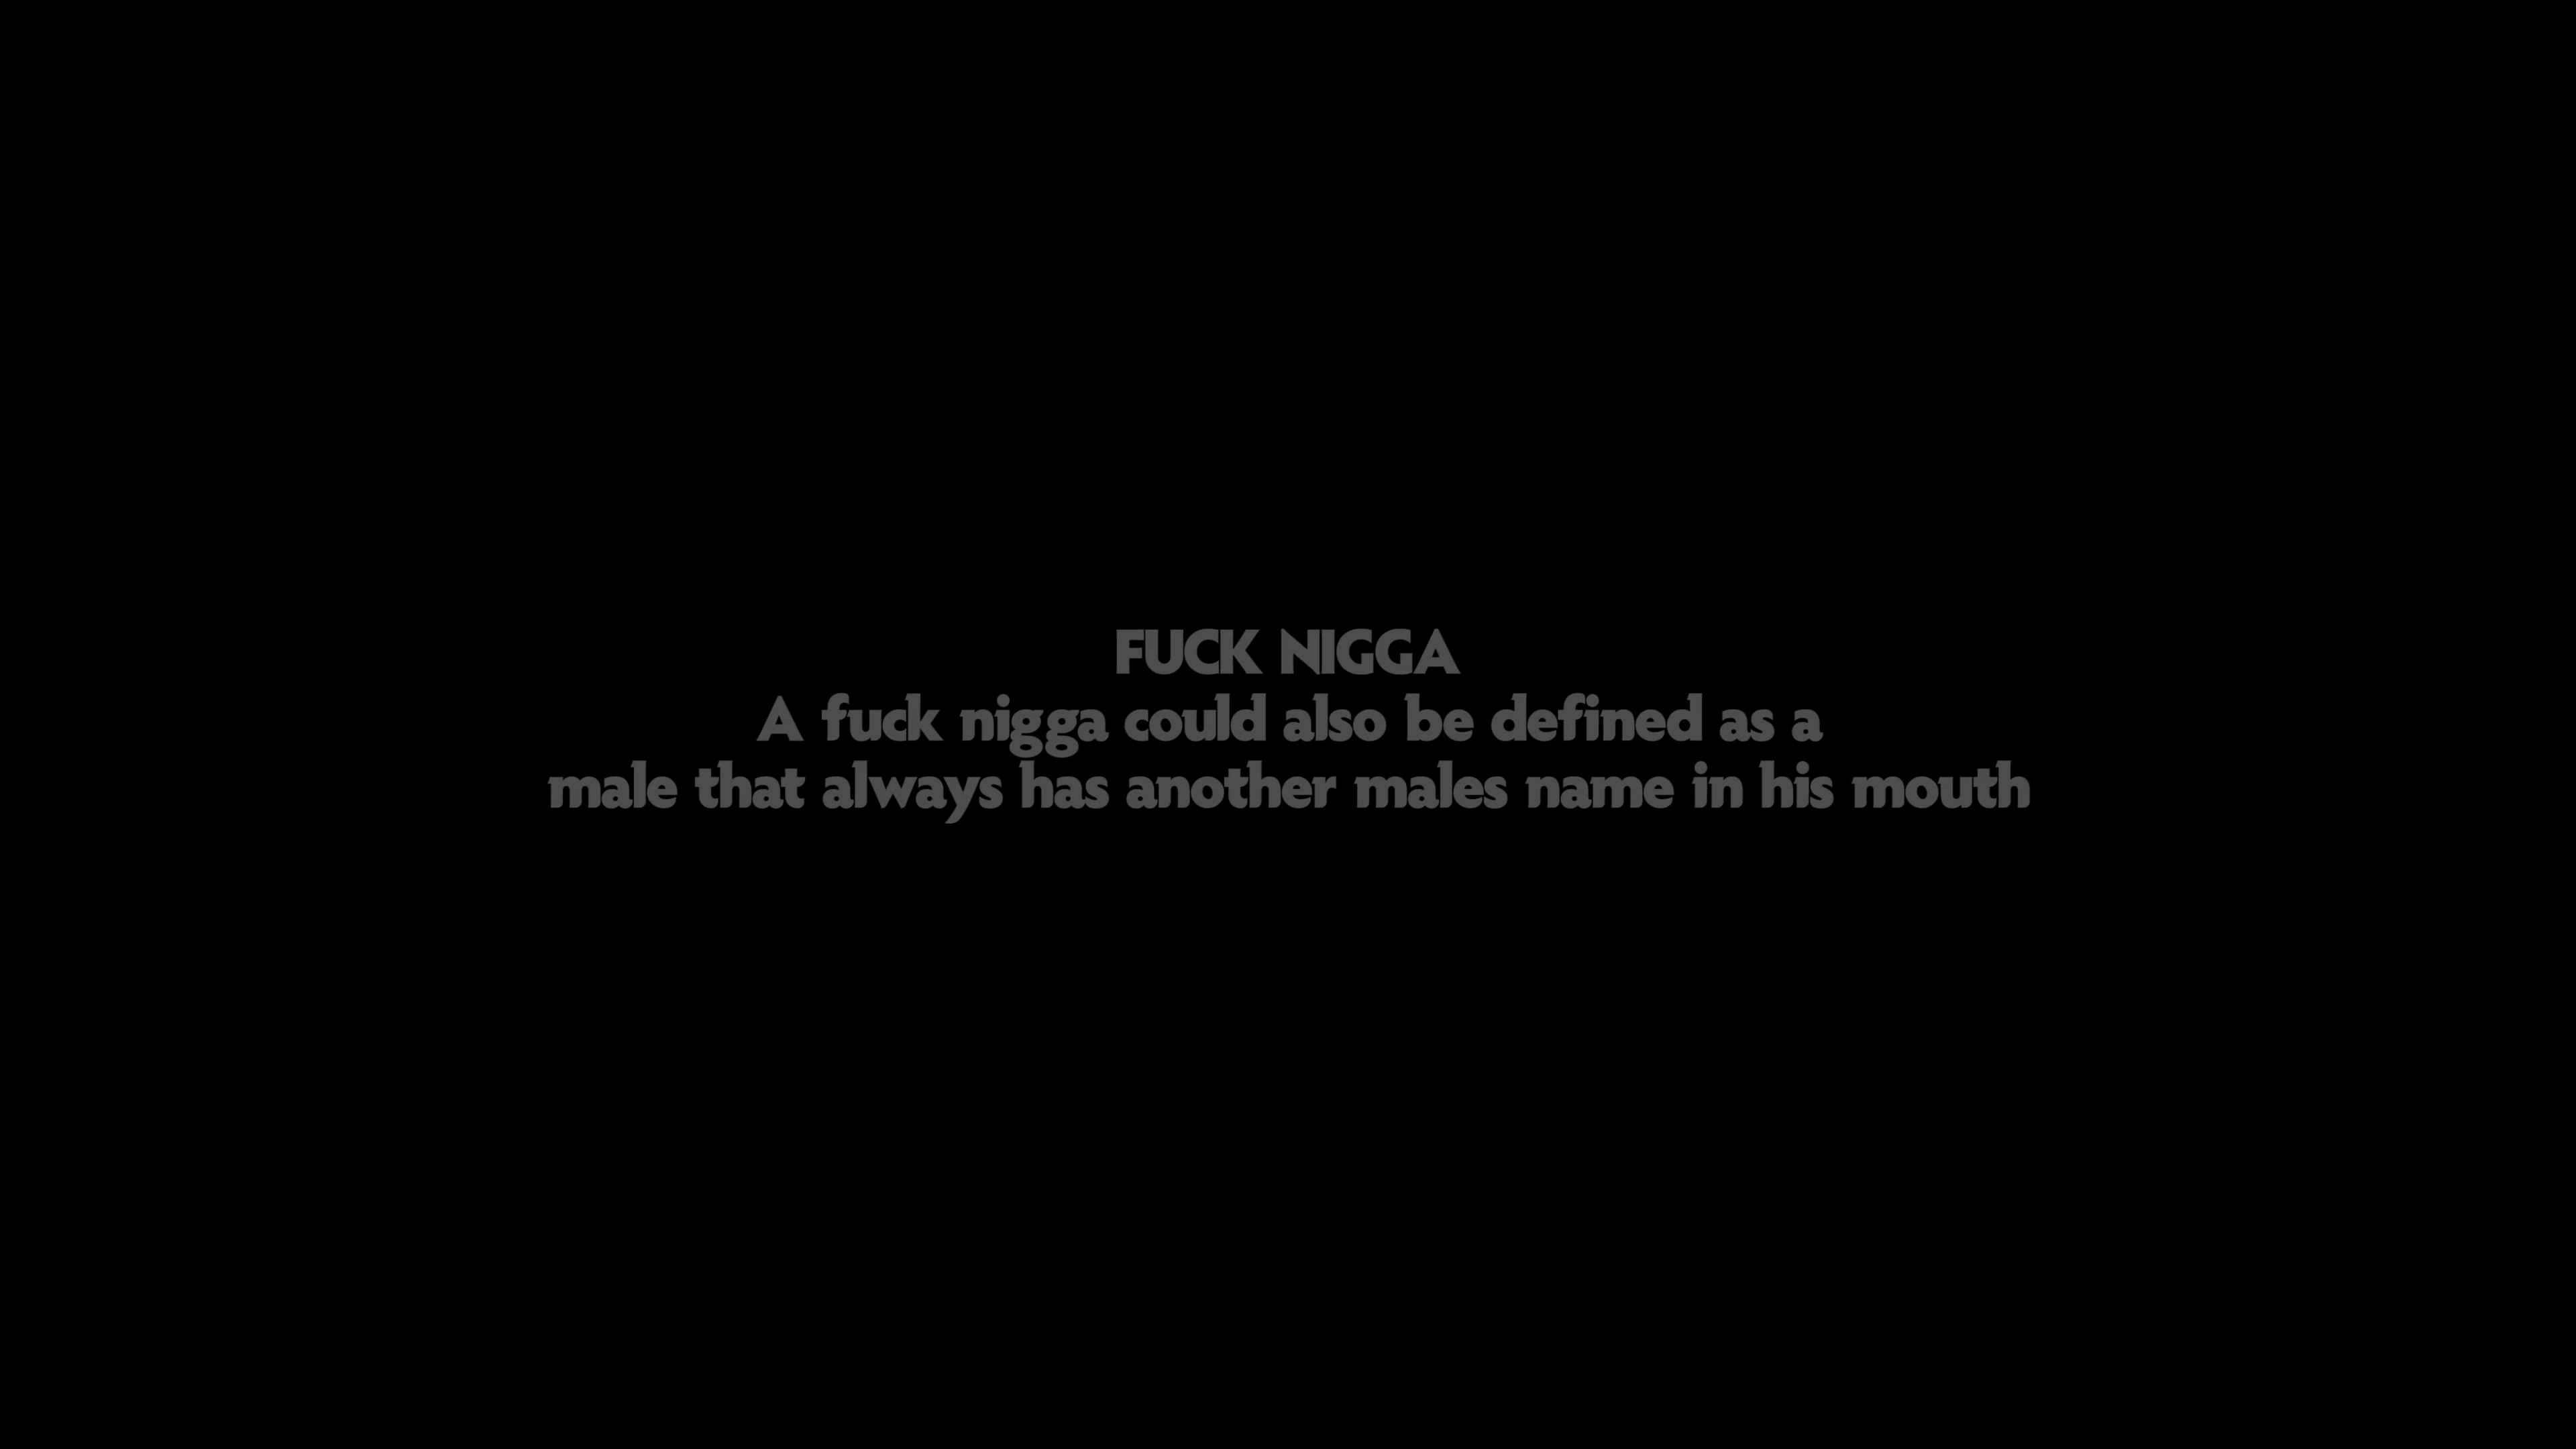 FUCK NIGGA
A fuck nigga could also be defined as a
male that always has another males name in his mouth